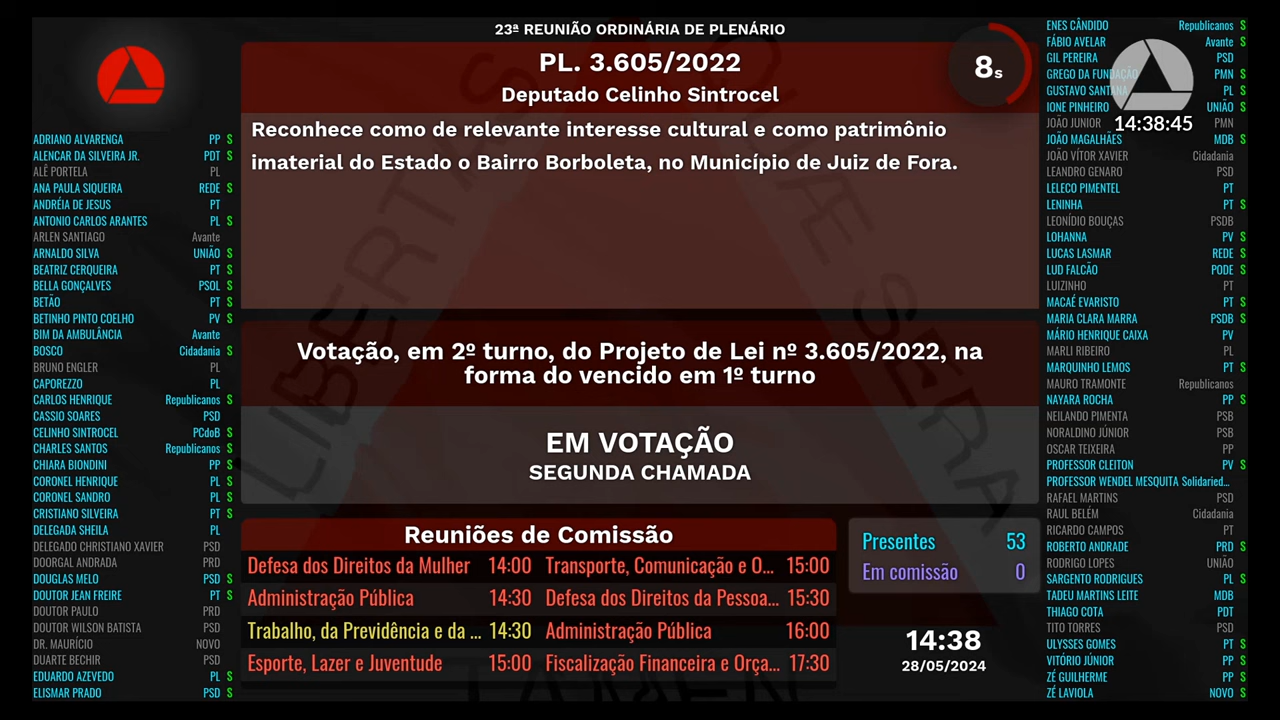 23ª REUNIÃO ORDINÁRIA DE PLENÁRIO
PL. 3.605/2022
Deputado Celinho Sintrocel
8s
Reconhece como de relevante interesse cultural e como patrimônio
imaterial do Estado o Bairro Borboleta, no Município de Juiz de Fora.
Votação, em 2º turno, do Projeto de Lei nº 3.605/2022, na
forma do vencido em 1º turno
EM VOTAÇÃO
SEGUNDA CHAMADA
Reuniões de Comissão
Defesa dos Direitos da Mulher 14:00 Transporte, Comunicação e O... 15:00
Administração Pública 14:30 Defesa dos Direitos da Pessoa... 15:30
Trabalho, da Previdência e da ... 14:30 Administração Pública 16:00
Esporte, Lazer e Juventude 15:00 Fiscalização Financeira e Orça... 17:30
Presentes 53
Em comissão 0
14:38
28/05/2024
ADRIANO ALVARENGA PP S
ALENCAR DA SILVEIRA JR. PDT S
ALÊ PORTELA PL
ANA PAULA SIQUEIRA REDE S
ANDRÉIA DE JESUS PT
ANTONIO CARLOS ARANTES PL S
ARLEN SANTIAGO Avante
ARNALDO SILVA UNIÃO S
BEATRIZ CERQUEIRA PT S
BELLA GONÇALVES PSOL S
BETÃO PT S
BETINHO PINTO COELHO PV S
BIM DA AMBULÂNCIA Avante
BOSCO Cidadania S
BRUNO ENGLER PL
CAPOREZZO PL
CARLOS HENRIQUE Republicanos S
CASSIO SOARES PSD
CELINHO SINTROCEL PCdoB S
CHARLES SANTOS Republicanos S
CHIARA BIONDINI PP S
CORONEL HENRIQUE PL S
CORONEL SANDRO PL S
CRISTIANO SILVEIRA PT S
DELEGADA SHEILA PL
DELEGADO CHRISTIANO XAVIER PSD
DOORGAL ANDRADA PRD
DOUGLAS MELO PSD S
DOUTOR JEAN FREIRE PT S
DOUTOR PAULO PRD
DOUTOR WILSON BATISTA PSD
DR. MAURÍCIO NOVO
DUARTE BECHIR PSD
EDUARDO AZEVEDO PL S
ELISMAR PRADO PSD S
ENES CÂNDIDO Republicanos S
FÁBIO AVELAR Avante S
GIL PEREIRA PSD
GREGO DA FUNDAÇÃO PMN S
GUSTAVO SANTANA PL S
IONE PINHEIRO UNIÃO S
JOÃO JUNIOR PMN
14:38:45
JOÃO MAGALHÃES MDB S
JOÃO VÍTOR XAVIER Cidadania
LEANDRO GENARO PSD
LELECO PIMENTEL PT
LENINHA PT S
LEONÍDIO BOUÇAS PSDB
LOHANNA PV S
LUCAS LASMAR REDE S
LUD FALCÃO PODE S
LUIZINHO PT
MACAÉ EVARISTO PT S
MARIA CLARA MARRA PSDB S
MÁRIO HENRIQUE CAIXA PV
MARLI RIBEIRO PL
MARQUINHO LEMOS PT S
MAURO TRAMONTE Republicanos
NAYARA ROCHA PP S
NEILANDO PIMENTA PSB
NORALDINO JÚNIOR PSB
OSCAR TEIXEIRA PP
PROFESSOR CLEITON PV S
PROFESSOR WENDEL MESQUITA Solidaried...
RAFAEL MARTINS PSD
RAUL BELÉM Cidadania
RICARDO CAMPOS PT
ROBERTO ANDRADE PRD S
RODRIGO LOPES UNIÃO
SARGENTO RODRIGUES PL S
TADEU MARTINS LEITE MDB
THIAGO COTA PDT
TITO TORRES PSD
ULYSSES GOMES PT S
VITÓRIO JÚNIOR PP S
ZÉ GUILHERME PP S
ZÉ LAVIOLA NOVO S